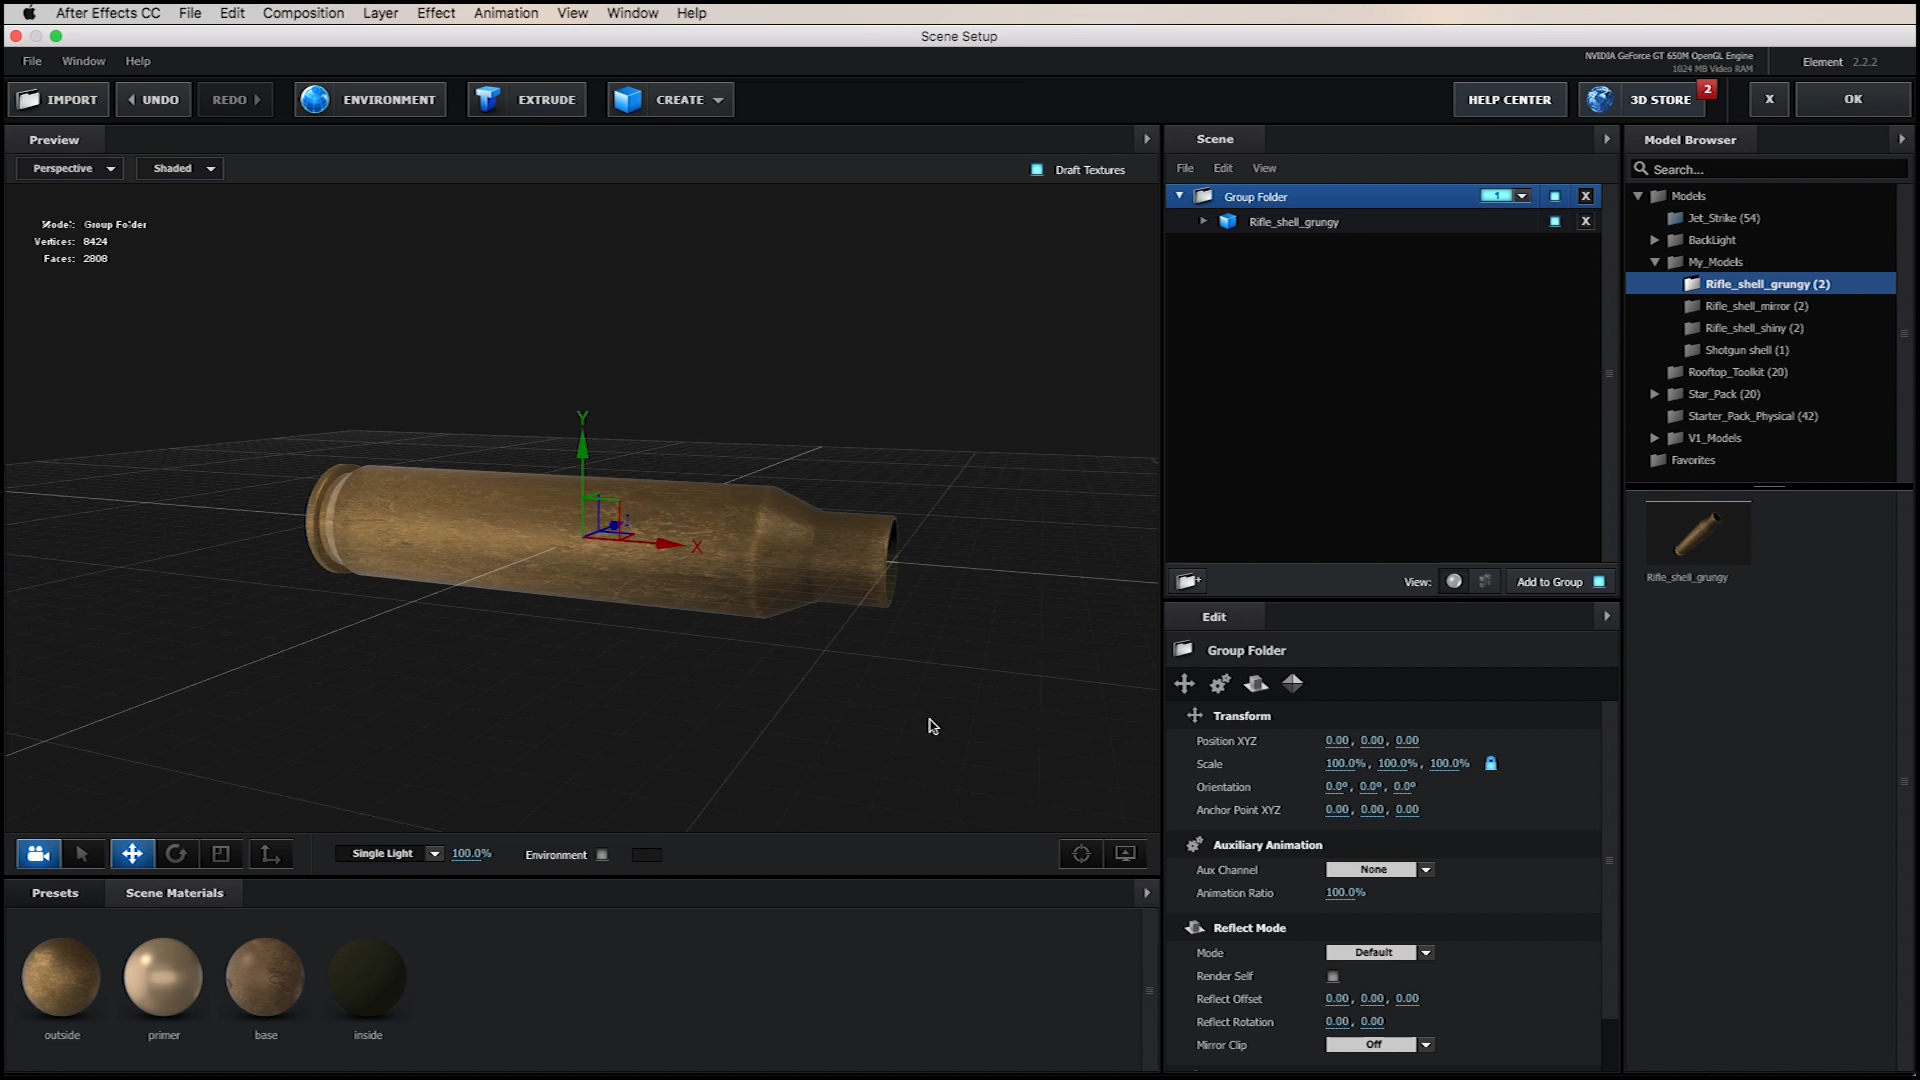 After Effects CC File Edit Composition Layer Effect Animation View Window Help
Scene Setup
File Window Help
NVIDIA GeForce GT 650M OpenGL Engine
1024 MB Video RAM
Element 2.2.2
IMPORT UNDO REDO ENVIRONMENT EXTRUDE CREATE HELP CENTER 3D STORE 2 X OK
Preview
Perspective Shaded Draft Textures
Model: Group Folder
Vertices: 8424
Faces: 2808
Y
X
Single Light 100.0% Environment
Presets Scene Materials
outside primer base inside
Scene
File Edit View
Group Folder 1 X
Rifle_shell_grungy X
View: Add to Group
Edit
Group Folder
Transform
Position XYZ 0.00, 0.00, 0.00
Scale 100.0%, 100.0%, 100.0%
Orientation 0.0°, 0.0°, 0.0°
Anchor Point XYZ 0.00, 0.00, 0.00
Auxiliary Animation
Aux Channel None
Animation Ratio 100.0%
Reflect Mode
Mode Default
Render Self
Reflect Offset 0.00, 0.00, 0.00
Reflect Rotation 0.00, 0.00
Mirror Clip Off
Model Browser
Search...
Models
Jet_Strike (54)
BackLight
My_Models
Rifle_shell_grungy (2)
Rifle_shell_mirror (2)
Rifle_shell_shiny (2)
Shotgun shell (1)
Rooftop_Toolkit (20)
Star_Pack (20)
Starter_Pack_Physical (42)
V1_Models
Favorites
Rifle_shell_grungy